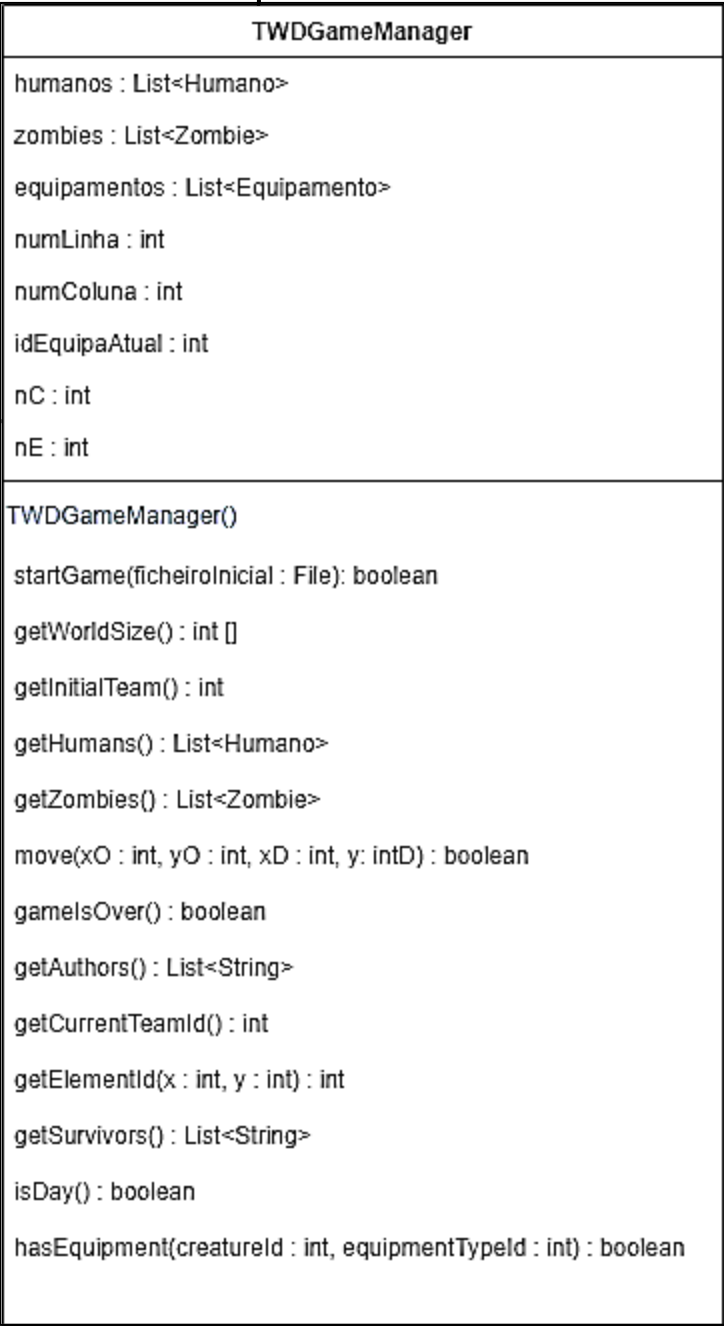 TWDGameManager
humanos : List<Humano>
zombies : List<Zombie>
equipamentos : List<Equipamento>
numLinha : int
numColuna : int
idEquipaAtual : int
nC : int
nE : int
TWDGameManager()
startGame(ficheiroInicial : File): boolean
getWorldSize() : int []
getInitialTeam() : int
getHumans() : List<Humano>
getZombies() : List<Zombie>
move(xO : int, yO : int, xD : int, y: intD) : boolean
gameIsOver() : boolean
getAuthors() : List<String>
getCurrentTeamId() : int
getElementId(x : int, y : int) : int
getSurvivors() : List<String>
isDay() : boolean
hasEquipment(creatureId : int, equipmentTypeId : int) : boolean